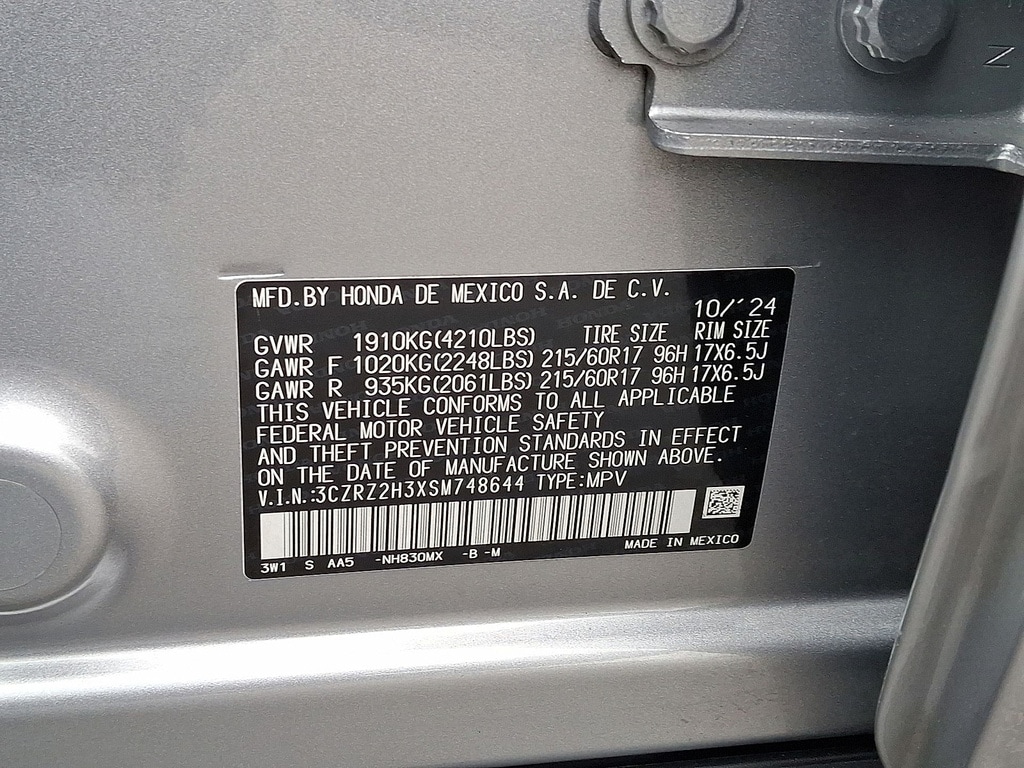 MFD.BY HONDA DE MEXICO S.A. DE C.V.
10/'24
GVWR 1910KG(4210LBS) TIRE SIZE RIM SIZE
GAWR F 1020KG(2248LBS) 215/60R17 96H 17X6.5J
GAWR R 935KG(2061LBS) 215/60R17 96H 17X6.5J
THIS VEHICLE CONFORMS TO ALL APPLICABLE
FEDERAL MOTOR VEHICLE SAFETY
AND THEFT PREVENTION STANDARDS IN EFFECT
ON THE DATE OF MANUFACTURE SHOWN ABOVE.
V.I.N.:3CZRZ2H3XSM748644 TYPE:MPV
MADE IN MEXICO
3W1 S AA5 -NH830MX -B -M